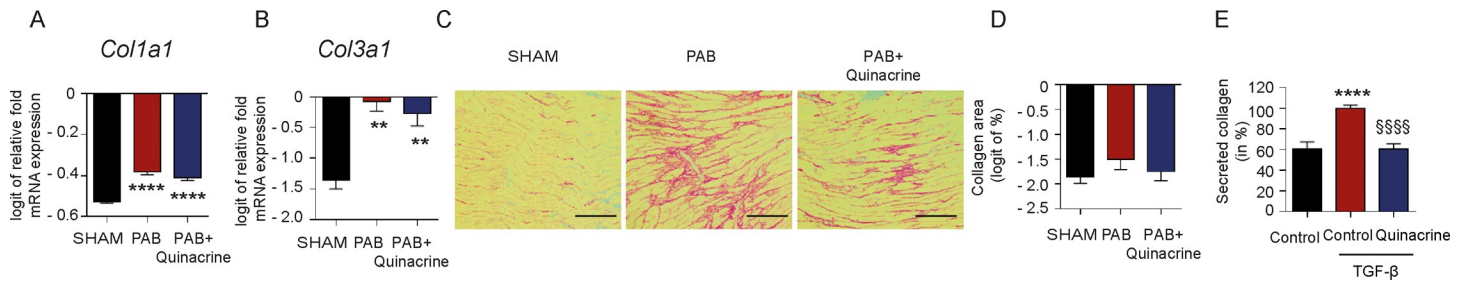 A
Col1a1
logit of relative fold
mRNA expression
0
- 0.2
- 0.4
- 0.6
****
****
SHAM PAB PAB+
Quinacrine
B
Col3a1
logit of relative fold
mRNA expression
0
- 0.5
- 1.0
- 1.5
- 2.0
**
**
SHAM PAB PAB+
Quinacrine
C
SHAM
PAB
PAB+
Quinacrine
D
Collagen area
(logit of %)
0
- 0.5
- 1.0
- 1.5
- 2.0
- 2.5
SHAM PAB PAB+
Quinacrine
E
Secreted collagen
(in %)
120
100
80
60
40
20
0
****
§§§§
Control Control Quinacrine
TGF-β